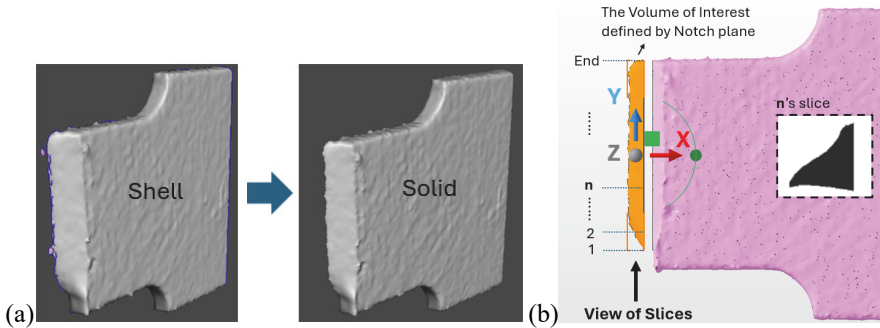 (a)
Shell
Solid
(b)
The Volume of Interest
defined by Notch plane
End
Y
X
Z
n
2
1
View of Slices
n's slice